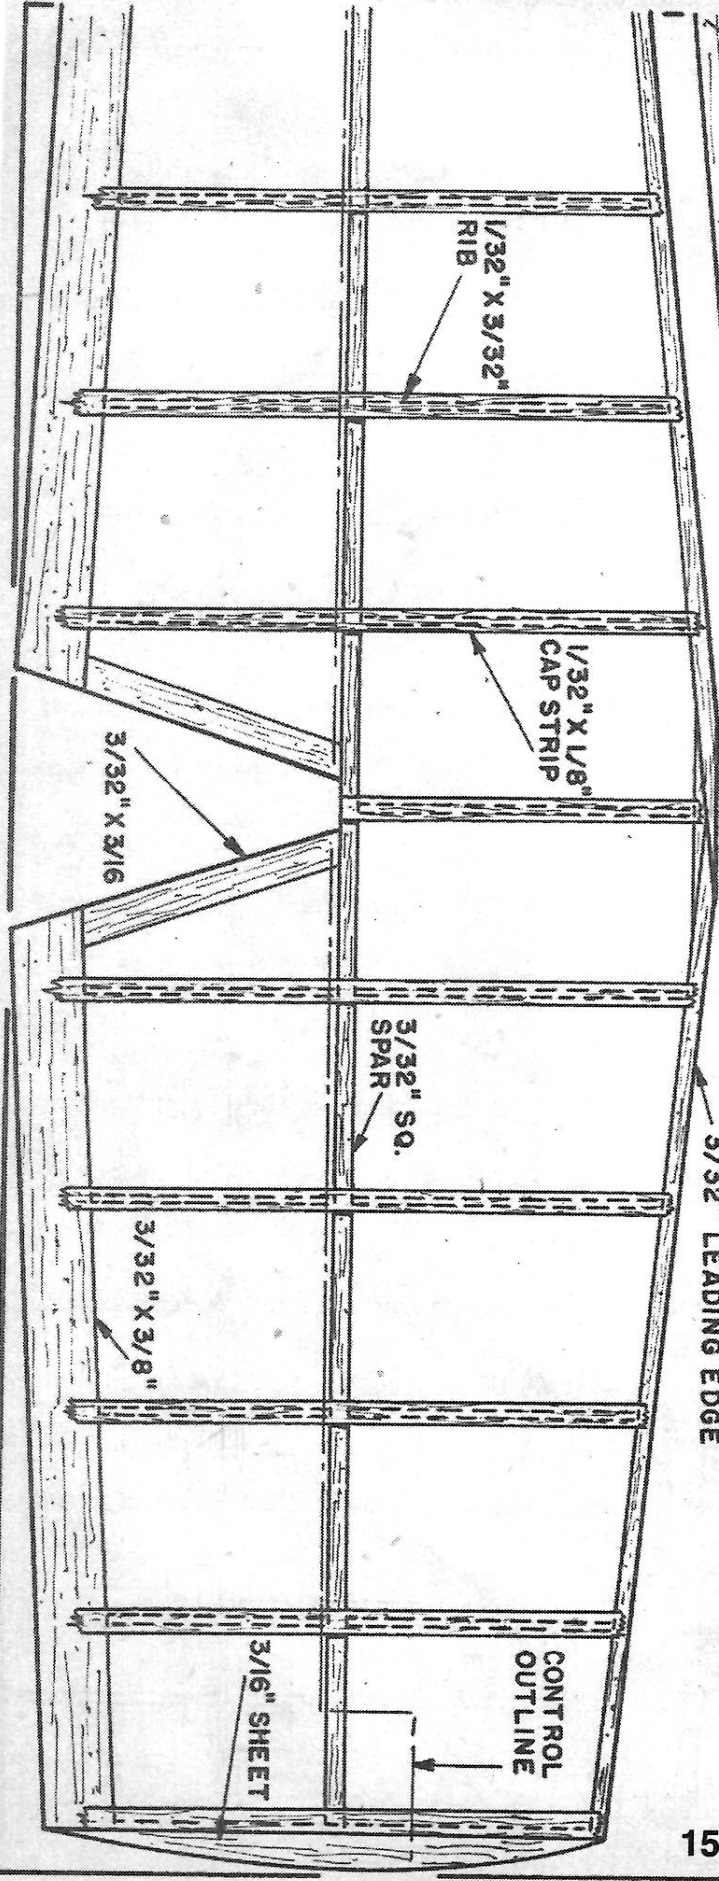 1/32" X 3/32"
RIB
1/32" X 1/8"
CAP STRIP
3/32" X 3/16
3/32" SQ.
SPAR
3/32" LEADING EDGE
3/32" X 3/8"
CONTROL
OUTLINE
3/16" SHEET
15